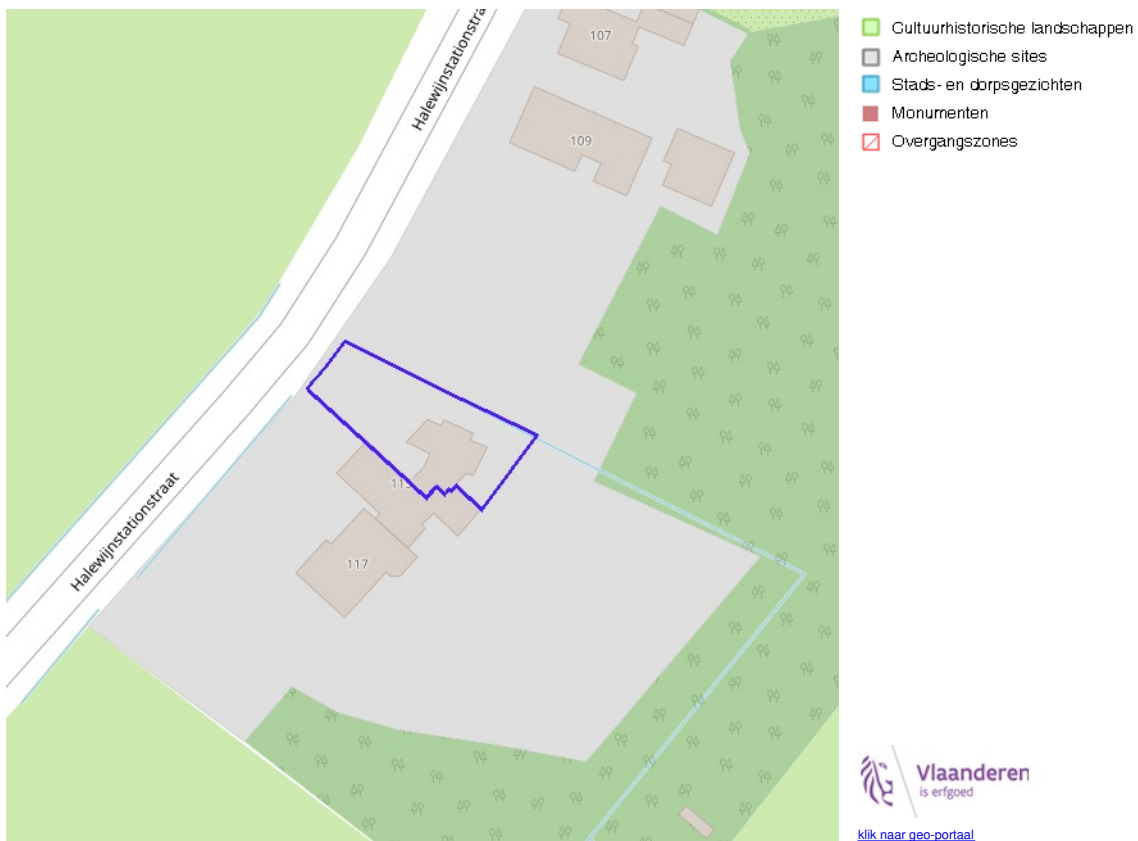 Halewijnstationstra
107
109
Halewijnstationstraat
117
Cultuurhistorische landschappen
Archeologische sites
Stads- en dorpsgezichten
Monumenten
Overgangszones
Vlaanderen
is erfgoed
klik naar geo-portaal